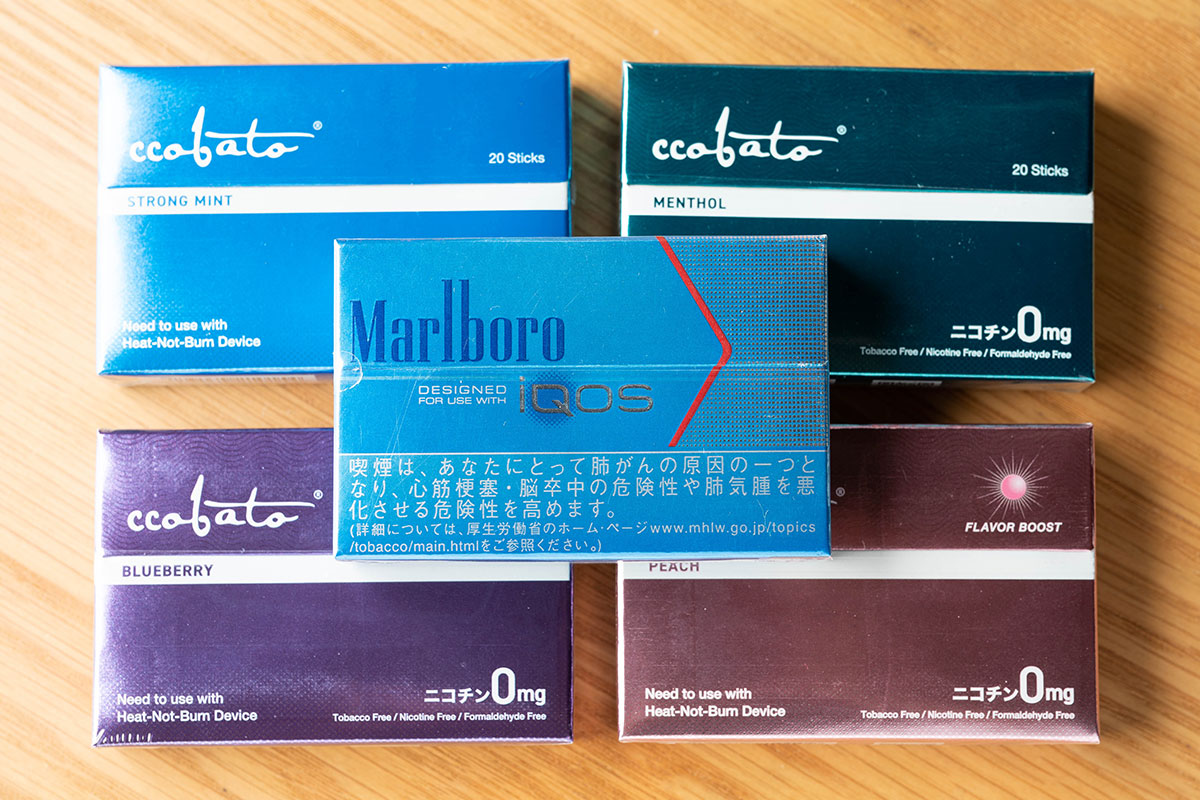 ccobato®
20 Sticks
STRONG MINT
Need to use with
Heat-Not-Burn Device
ccobato®
20 Sticks
MENTHOL
ニコチン0mg
Tobacco Free / Nicotine Free / Formaldehyde Free
Marlboro
DESIGNED
FOR USE WITH
IQOS
喫煙は、あなたにとって肺がんの原因の一つと
なり、心筋梗塞・脳卒中の危険性や肺気腫を悪
化させる危険性を高めます。
(詳細については、厚生労働省のホーム・ページwww.mhlw.go.jp/topics
/tobacco/main.htmlをご参照ください。)
ccobato®
BLUEBERRY
Need to use with
Heat-Not-Burn Device
ニコチン0mg
Tobacco Free / Nicotine Free / Formaldehyde Free
®
FLAVOR BOOST
PEACH
Need to use with
Heat-Not-Burn Device
ニコチン0mg
Tobacco Free / Nicotine Free / Formaldehyde Free